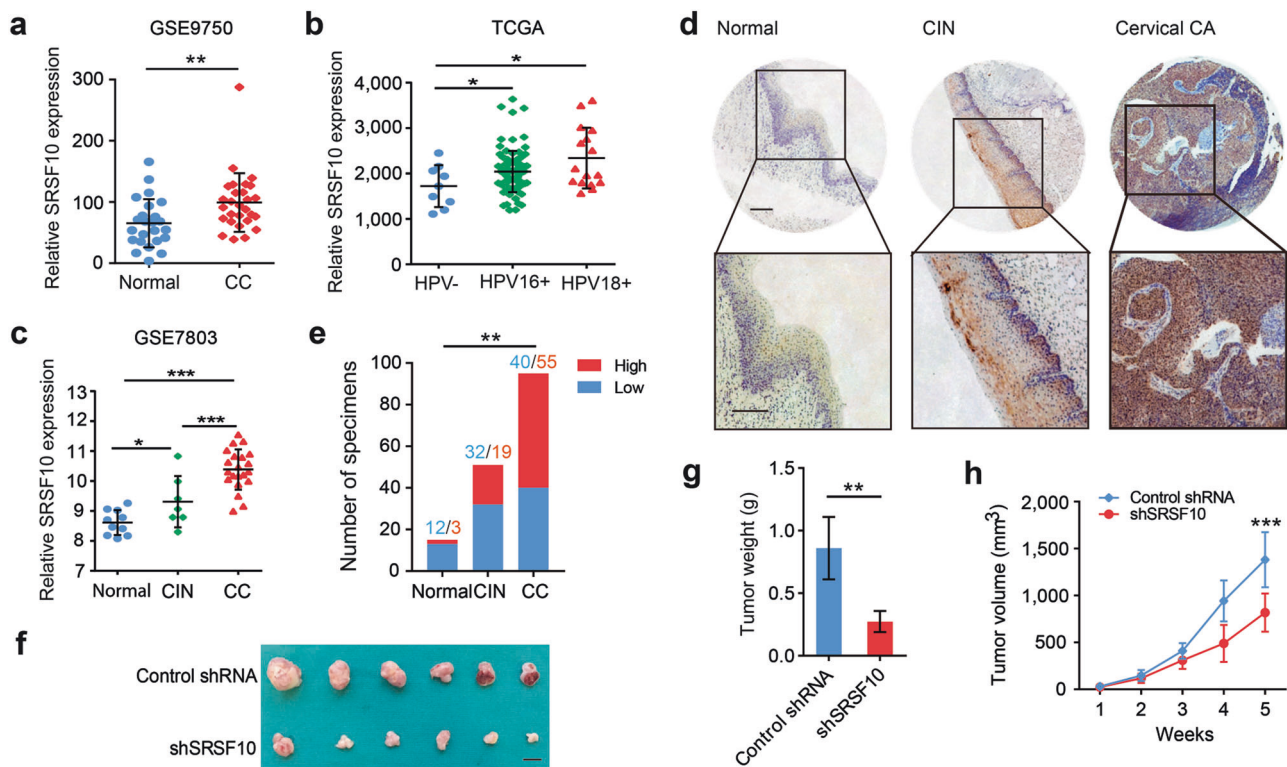 a
GSE9750
**
Relative SRSF10 expression
300
200
100
0
Normal
CC
b
TCGA
*
*
Relative SRSF10 expression
4,000
3,000
2,000
1,000
0
HPV-
HPV16+
HPV18+
c
GSE7803
***
***
*
Relative SRSF10 expression
13
12
11
10
9
8
7
Normal
CIN
CC
d
Normal
CIN
Cervical CA
e
**
High
Low
Number of specimens
100
80
60
40
20
0
12/3
32/19
40/55
Normal
CIN
CC
f
Control shRNA
shSRSF10
g
**
Tumor weight (g)
1.5
1.0
0.5
0.0
Control shRNA
shSRSF10
h
Control shRNA
shSRSF10
***
Tumor volume (mm³)
2,000
1,500
1,000
500
0
1
2
3
4
5
Weeks